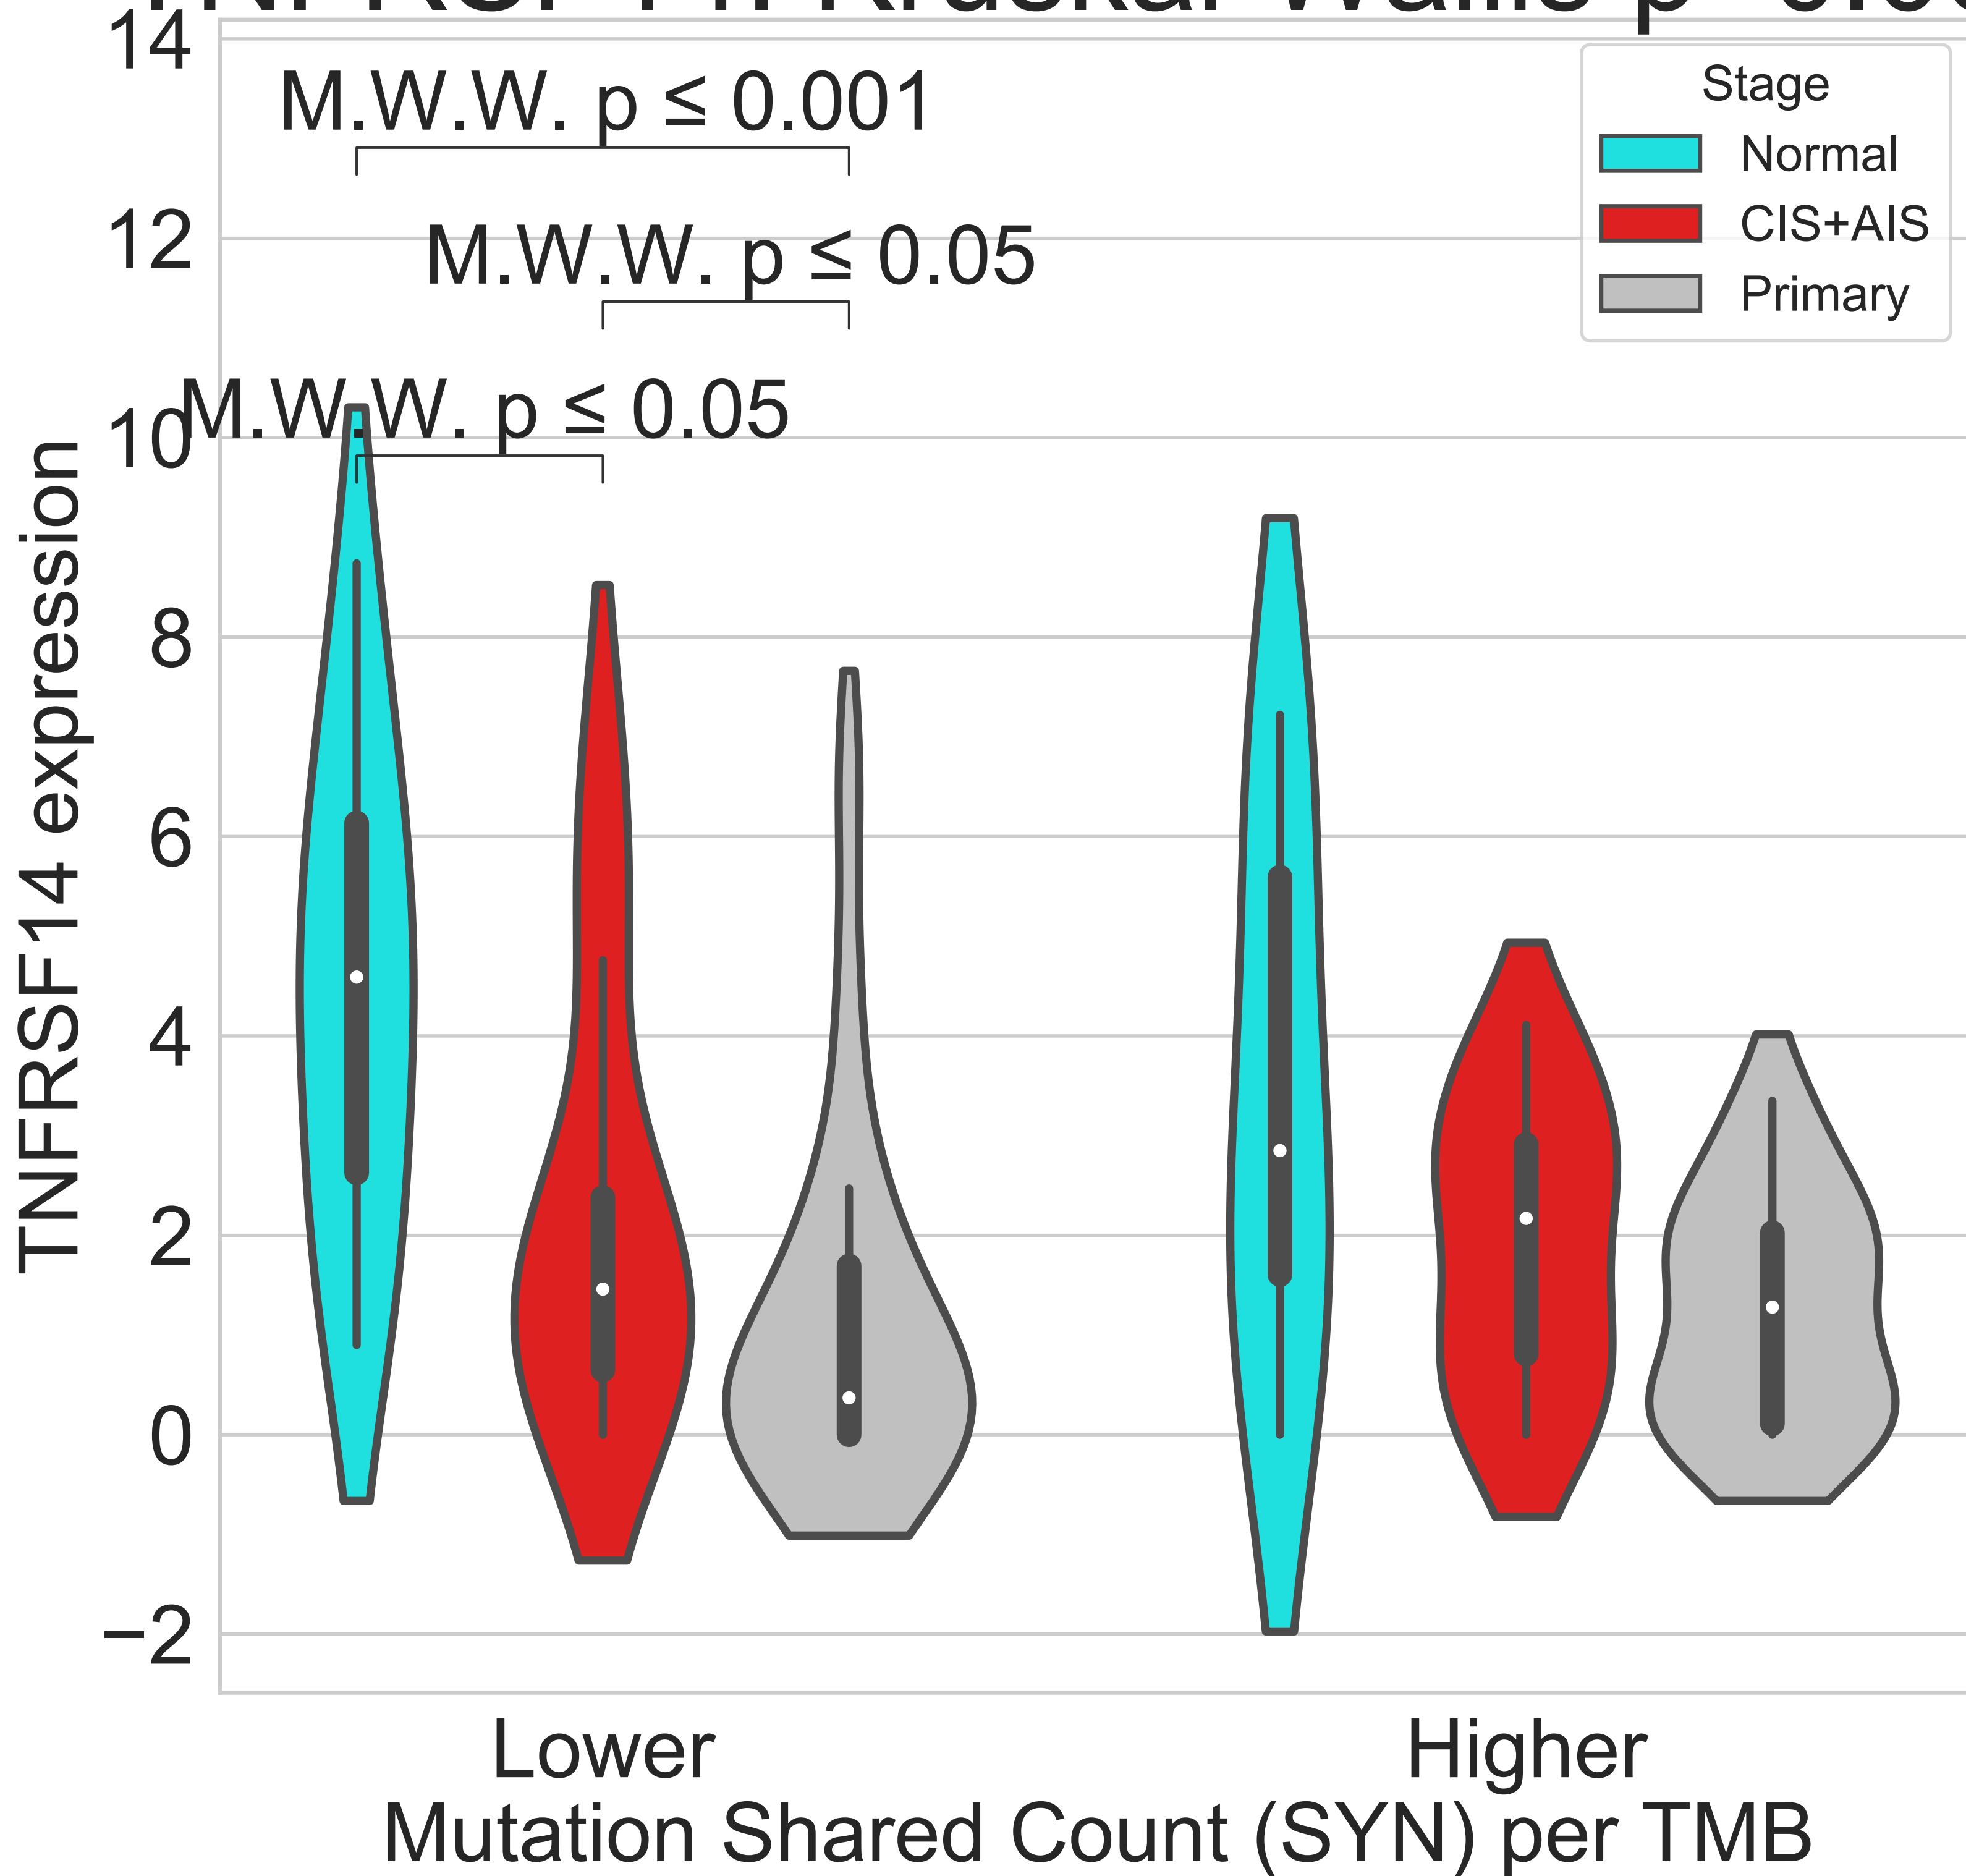 14
M.W.W. p ≤ 0.001
Stage
Normal
CIS+AIS
Primary
12
M.W.W. p ≤ 0.05
10
M.W.W. p ≤ 0.05
8
6
4
2
0
−2
TNFRSF14 expression
Lower
Higher
Mutation Shared Count (SYN) per TMB